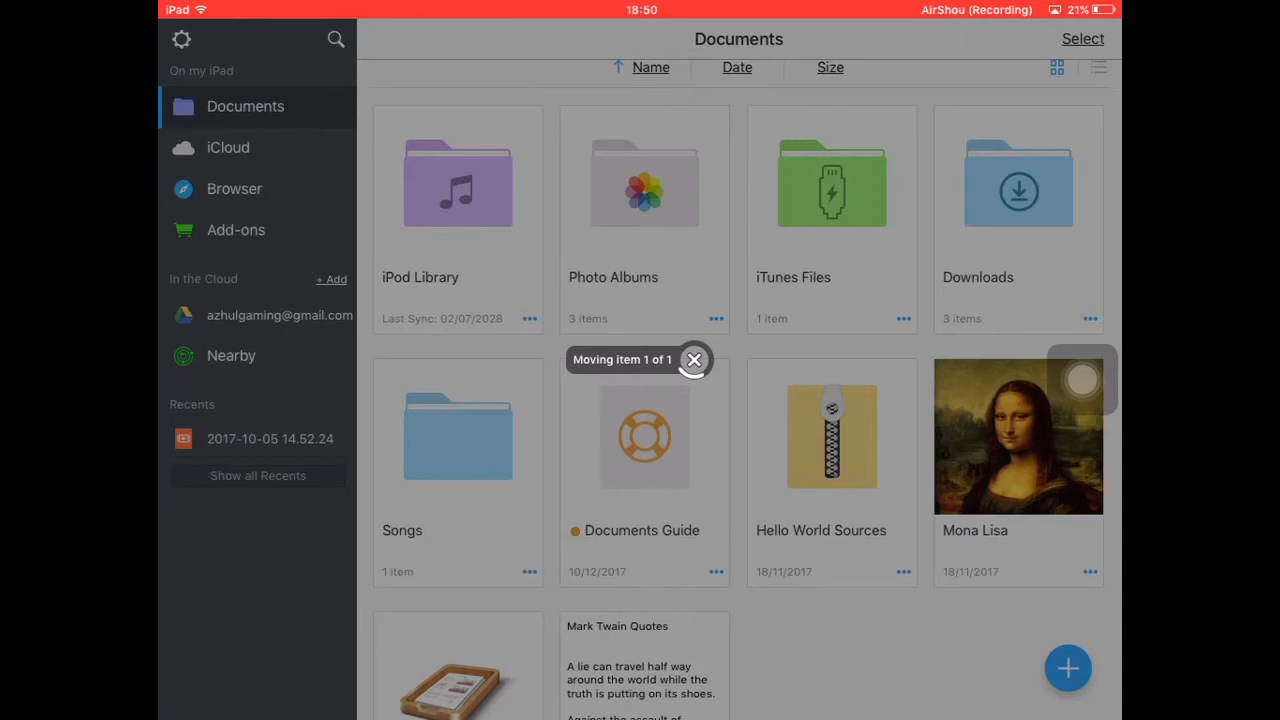 iPad
18:50
AirShou (Recording)
21%
Documents
Select
On my iPad
Name
Date
Size
Documents
iCloud
Browser
Add-ons
In the Cloud
+ Add
azhulgaming@gmail.com
Nearby
Recents
2017-10-05 14.52.24
Show all Recents
iPod Library
Last Sync: 02/07/2028
Photo Albums
3 items
iTunes Files
1 item
Downloads
3 items
Moving item 1 of 1
Songs
1 item
Documents Guide
10/12/2017
Hello World Sources
18/11/2017
Mona Lisa
18/11/2017
Mark Twain Quotes
A lie can travel half way
around the world while the
truth is putting on its shoes.
Against the assault of